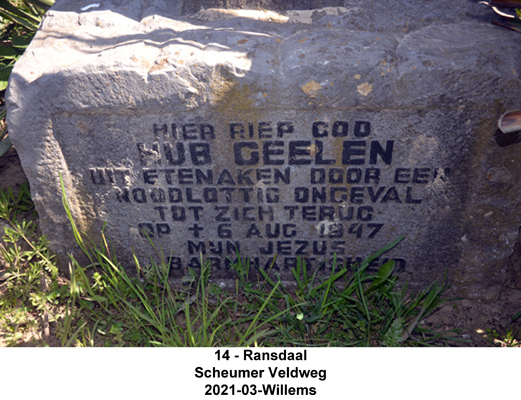 HIER RIEP GOD
HUB GEELEN
UIT ETENAKEN DOOR EEN
NOODLOTTIG ONGEVAL
TOT ZICH TERUG
OP + 6 AUG 1947
MIJN JEZUS
BARMHARTIGHEID
14 - Ransdaal
Scheumer Veldweg
2021-03-Willems